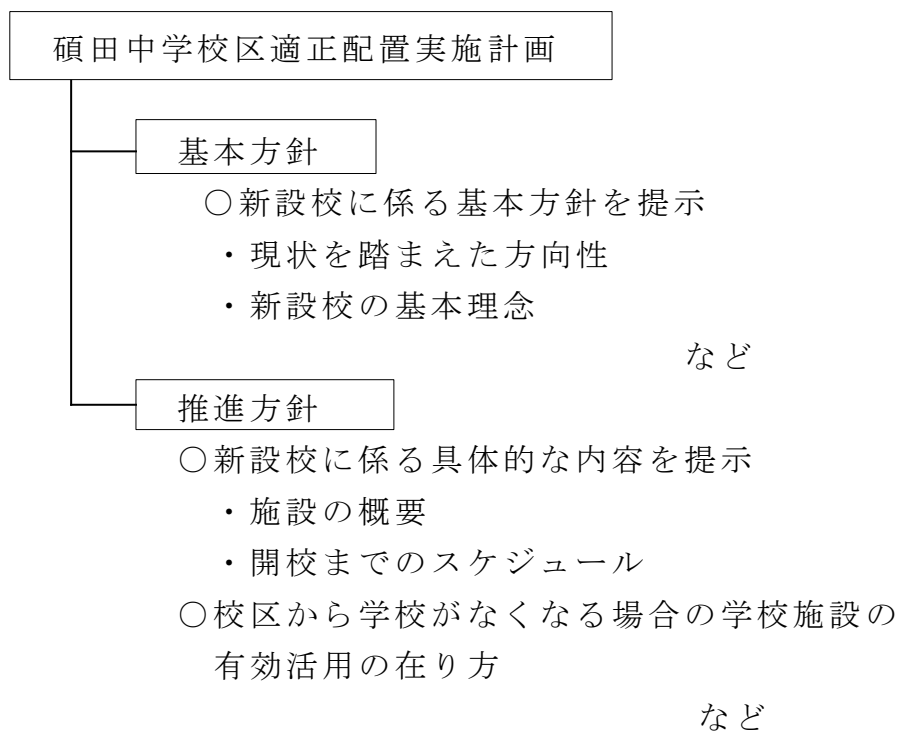 碩田中学校区適正配置実施計画
基本方針
○新設校に係る基本方針を提示
・現状を踏まえた方向性
・新設校の基本理念
など
推進方針
○新設校に係る具体的な内容を提示
・施設の概要
・開校までのスケジュール
○校区から学校がなくなる場合の学校施設の
有効活用の在り方
など